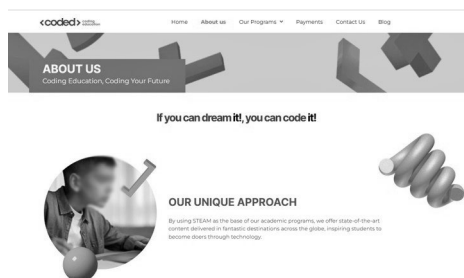 <coded> coding education
Home About us Our Programs Payments Contact Us Blog
ABOUT US
Coding Education, Coding Your Future
If you can dream it!, you can code it!
OUR UNIQUE APPROACH
By using STEAM as the base of our academic programs, we offer state-of-the-art
content delivered in fantastic destinations across the globe, inspiring students to
become doers through technology.